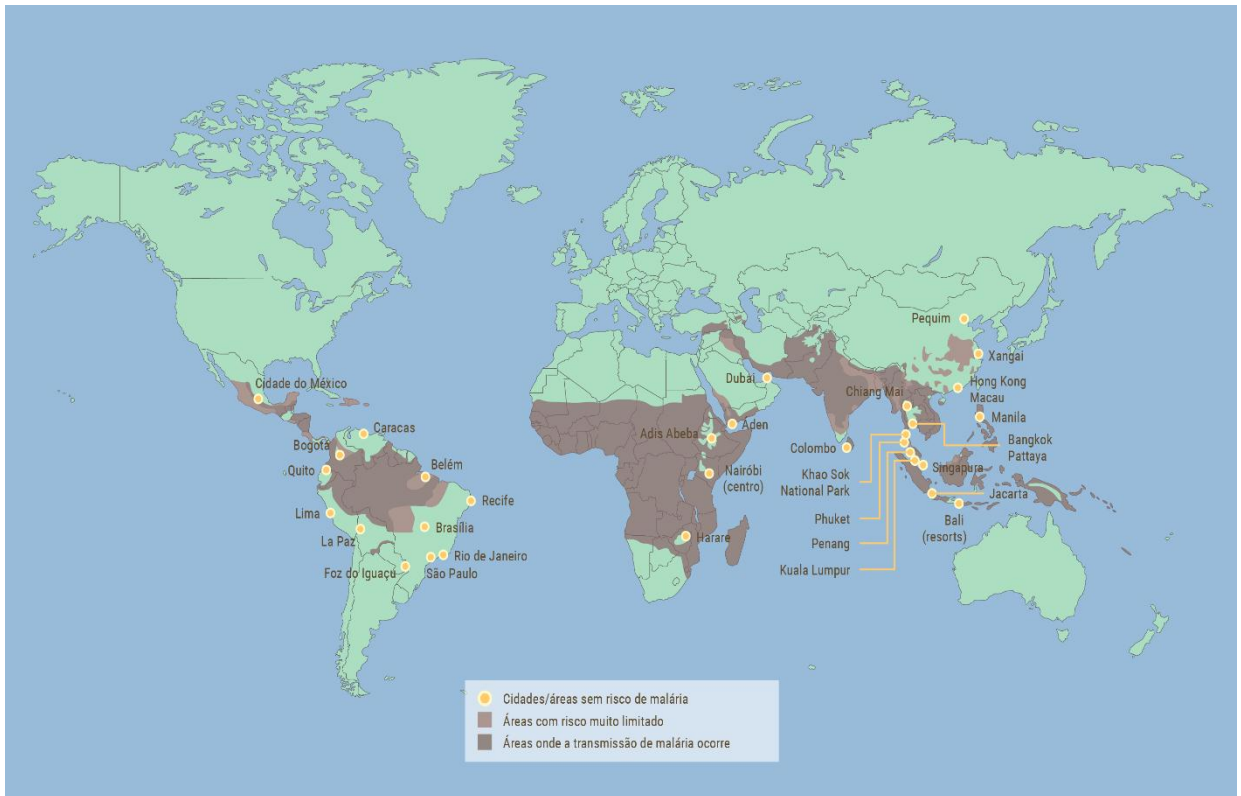 Cidade do México
Caracas
Bogotá
Quito
Belém
Recife
Lima
Brasília
La Paz
Rio de Janeiro
Foz do Iguaçu
São Paulo
Dubai
Aden
Adis Abeba
Nairóbi
(centro)
Harare
Pequim
Xangai
Hong Kong
Macau
Chiang Mai
Manila
Bangkok
Pattaya
Colombo
Khao Sok
National Park
Singapura
Jacarta
Phuket
Bali
(resorts)
Penang
Kuala Lumpur
Cidades/áreas sem risco de malária
Áreas com risco muito limitado
Áreas onde a transmissão de malária ocorre